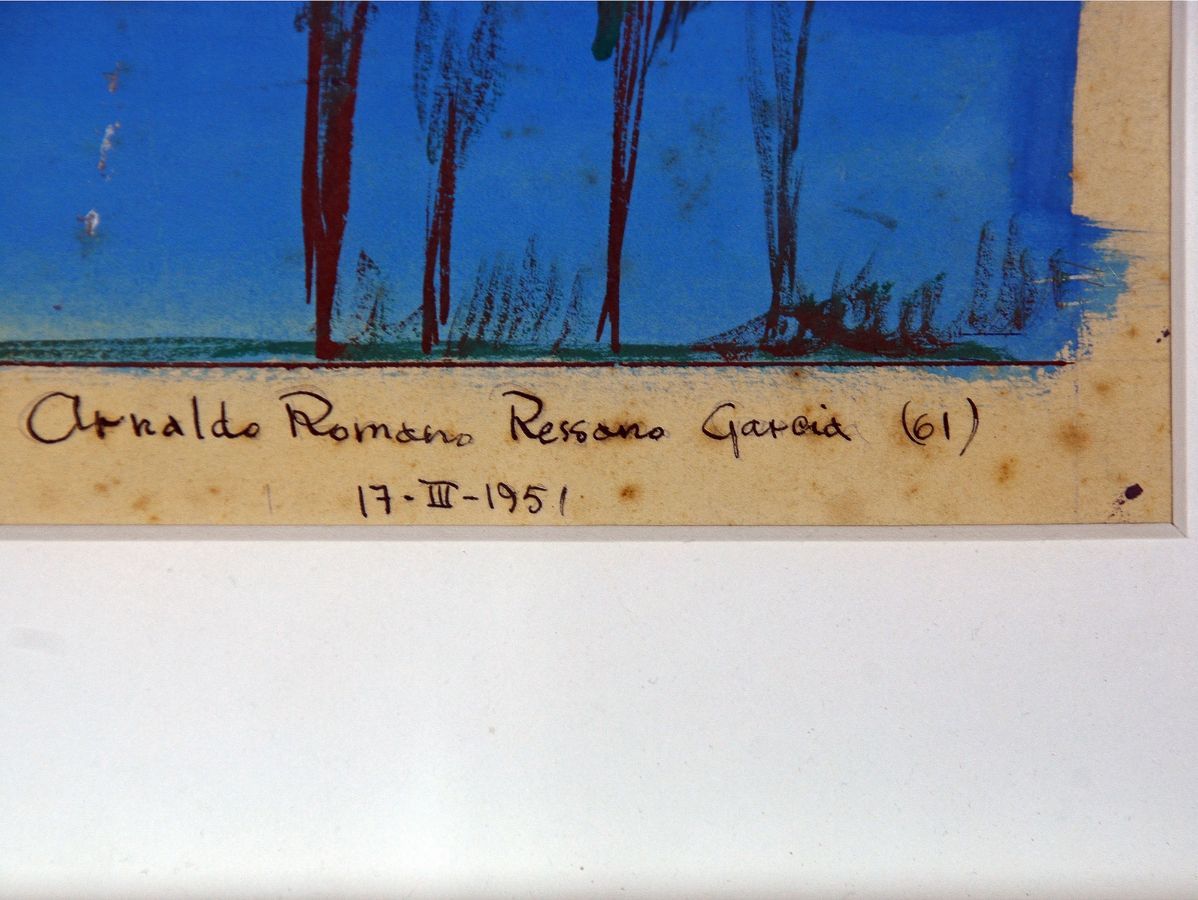 Arnaldo Romano Ressano Garcia (61)
17-III-1951